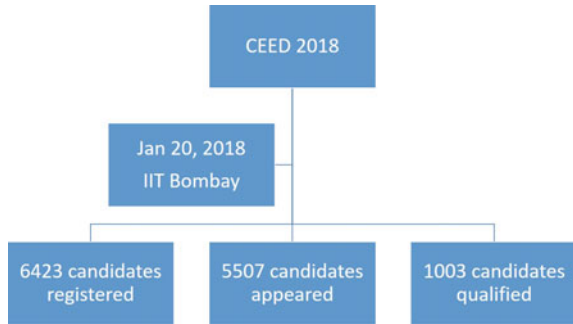 CEED 2018
Jan 20, 2018
IIT Bombay
6423 candidates
registered
5507 candidates
appeared
1003 candidates
qualified